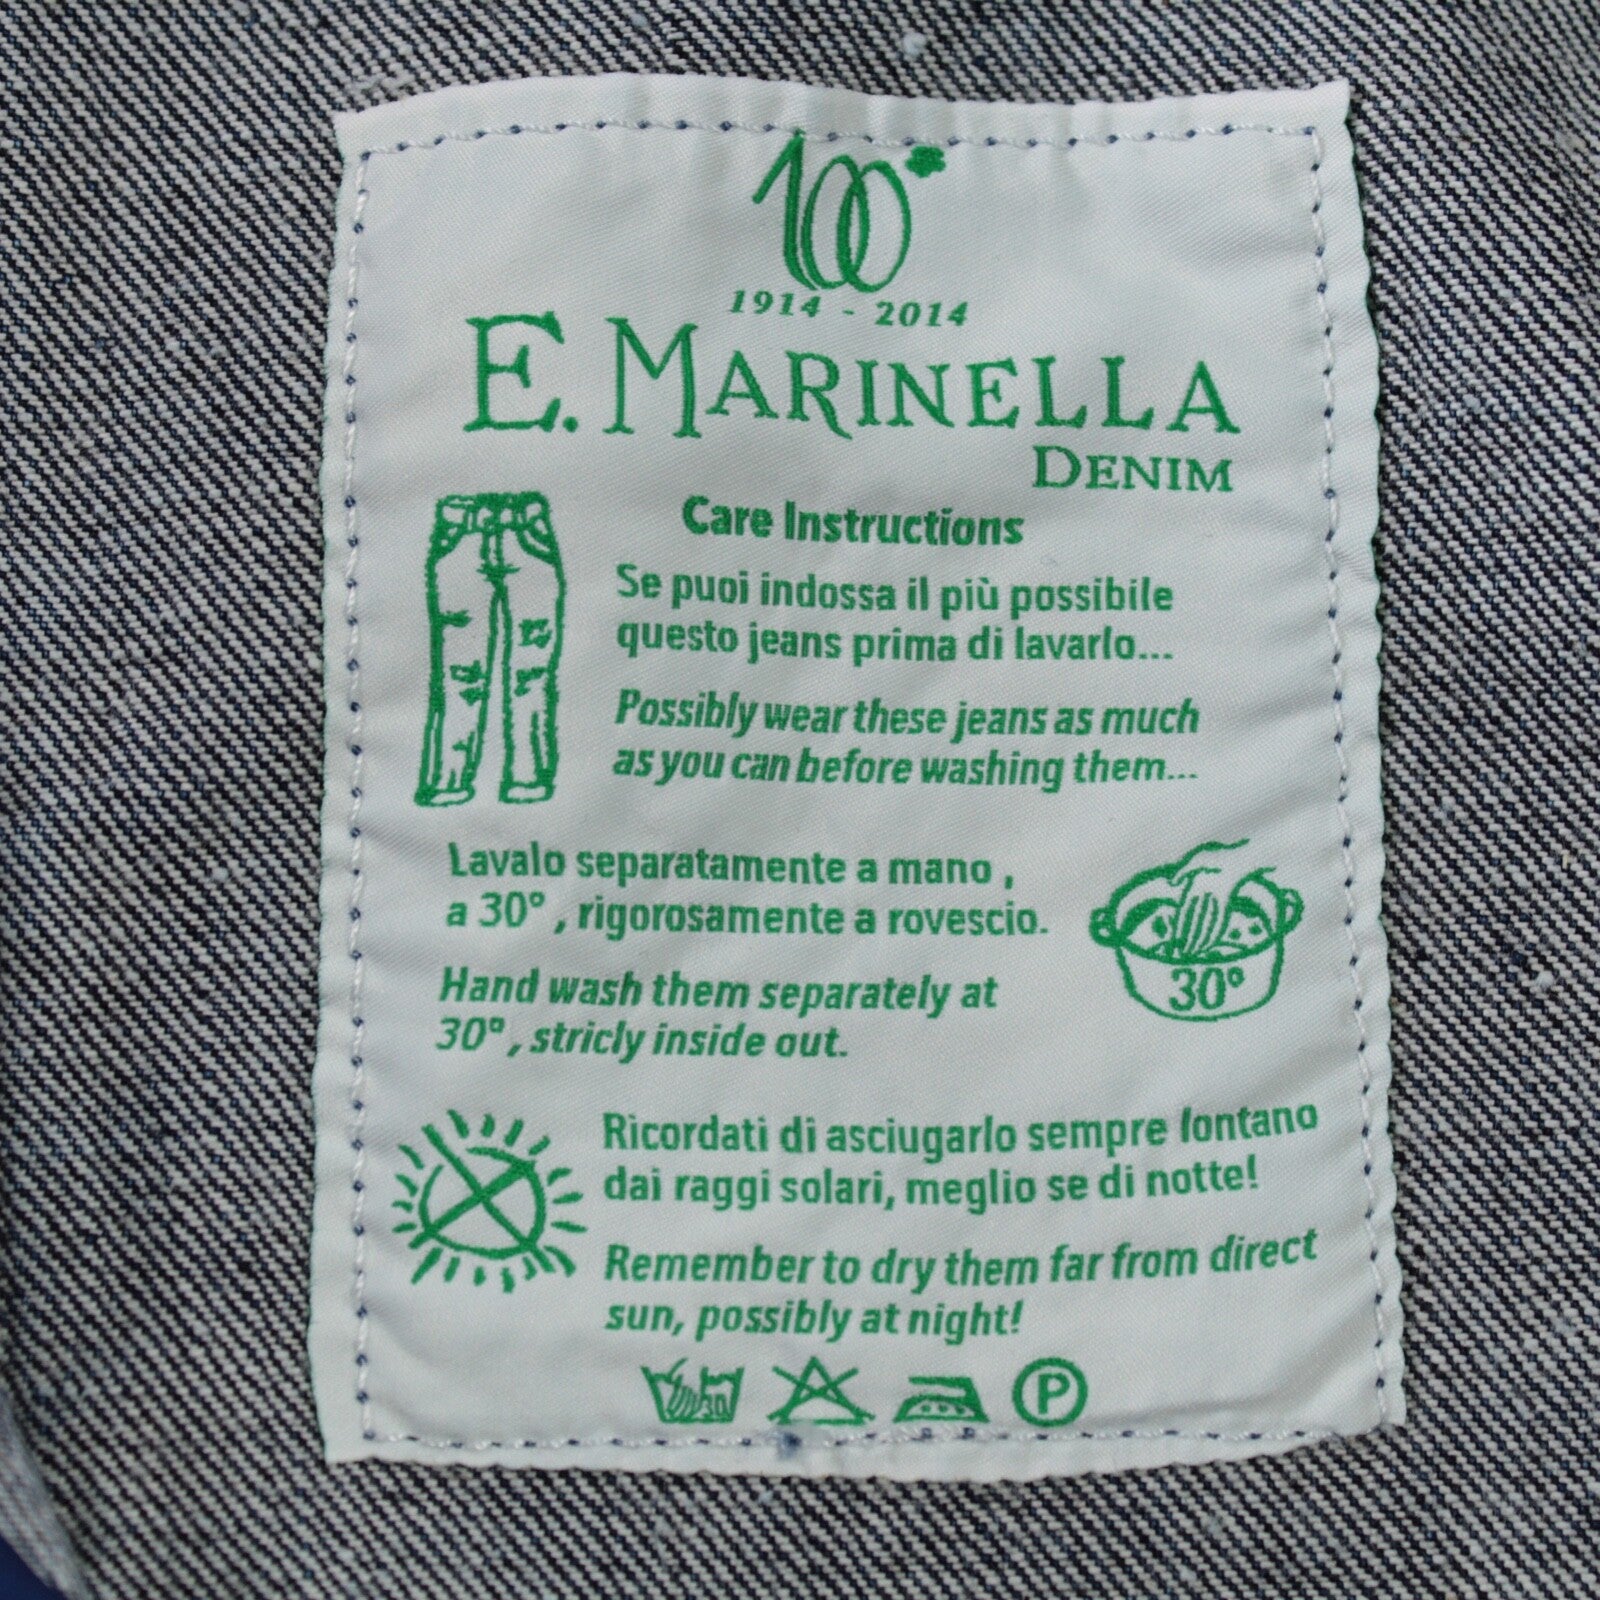 100
1914 - 2014
E. MARINELLA
DENIM
Care Instructions
Se puoi indossa il più possibile
questo jeans prima di lavarlo...
Possibly wear these jeans as much
as you can before washing them...
Lavalo separatamente a mano ,
a 30° , rigorosamente a rovescio.
30°
Hand wash them separately at
30° , stricly inside out.
Ricordati di asciugarlo sempre lontano
dai raggi solari, meglio se di notte!
Remember to dry them far from direct
sun, possibly at night!
30 P